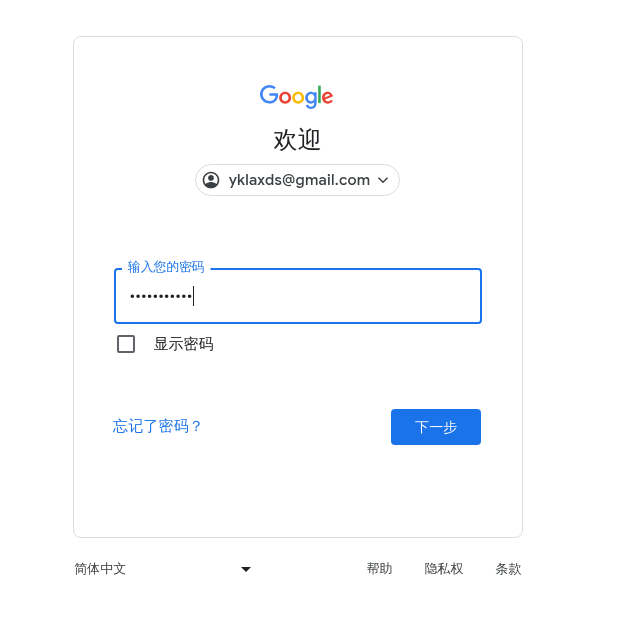 Google
欢迎
yklaxds@gmail.com
输入您的密码
•••••••••••
显示密码
忘记了密码？
下一步
简体中文
帮助
隐私权
条款